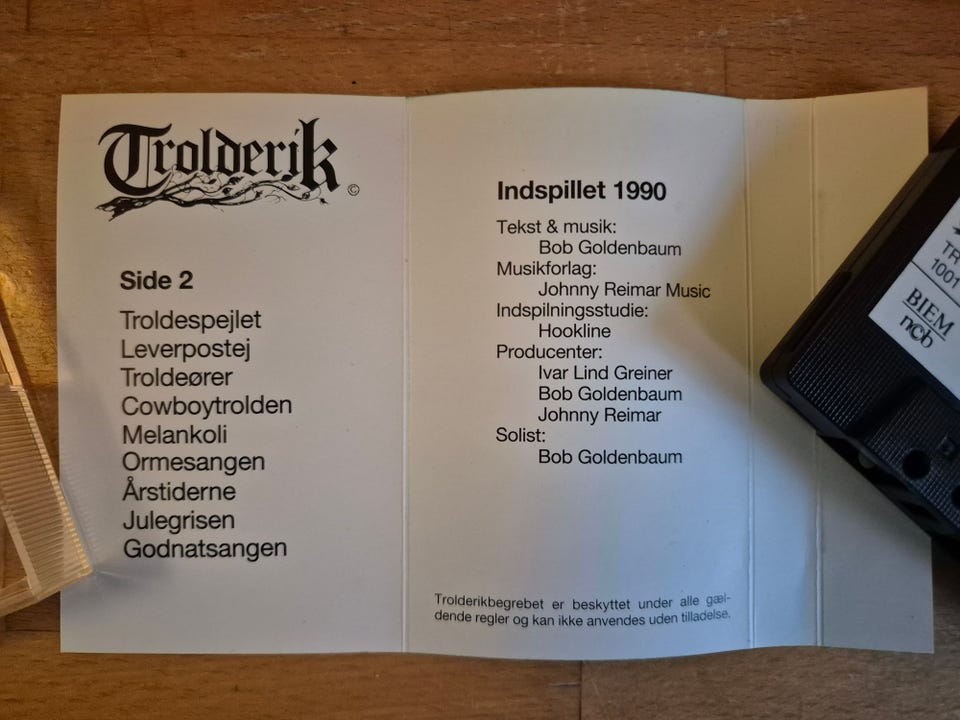 Trolderik
©
Side 2
Troldespejlet
Leverpostej
Troldeører
Cowboytrolden
Melankoli
Ormesangen
Årstiderne
Julegrisen
Godnatsangen
Indspillet 1990
Tekst & musik:
Bob Goldenbaum
Musikforlag:
Johnny Reimar Music
Indspilningsstudie:
Hookline
Producenter:
Ivar Lind Greiner
Bob Goldenbaum
Johnny Reimar
Solist:
Bob Goldenbaum
Trolderikbegrebet er beskyttet under alle gæl-
dende regler og kan ikke anvendes uden tilladelse.
TR
1001
BIEM
ncb